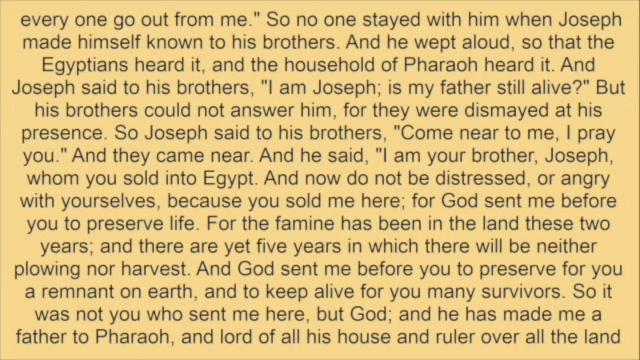 every one go out from me." So no one stayed with him when Joseph
made himself known to his brothers. And he wept aloud, so that the
Egyptians heard it, and the household of Pharaoh heard it. And
Joseph said to his brothers, "I am Joseph; is my father still alive?" But
his brothers could not answer him, for they were dismayed at his
presence. So Joseph said to his brothers, "Come near to me, I pray
you." And they came near. And he said, "I am your brother, Joseph,
whom you sold into Egypt. And now do not be distressed, or angry
with yourselves, because you sold me here; for God sent me before
you to preserve life. For the famine has been in the land these two
years; and there are yet five years in which there will be neither
plowing nor harvest. And God sent me before you to preserve for you
a remnant on earth, and to keep alive for you many survivors. So it
was not you who sent me here, but God; and he has made me a
father to Pharaoh, and lord of all his house and ruler over all the land